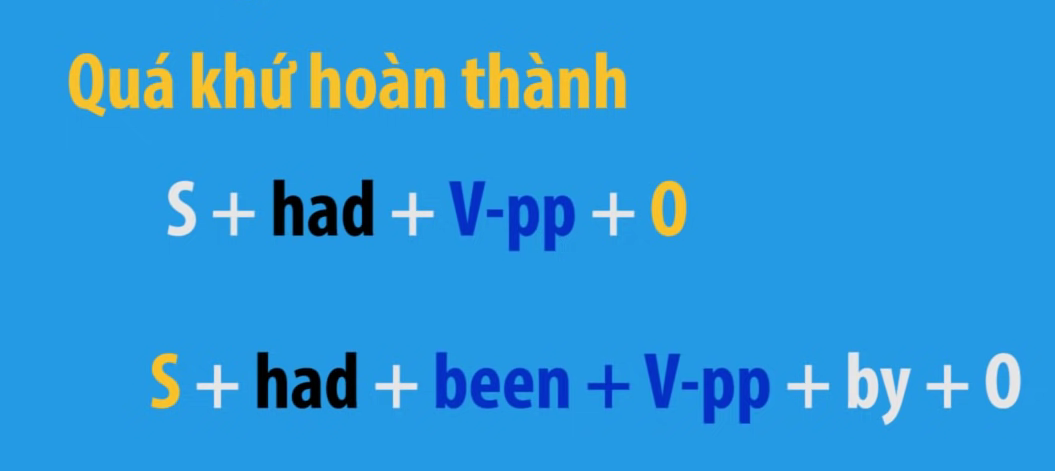 Quá khứ hoàn thành
S + had + V-pp + O
S + had + been + V-pp + by + O